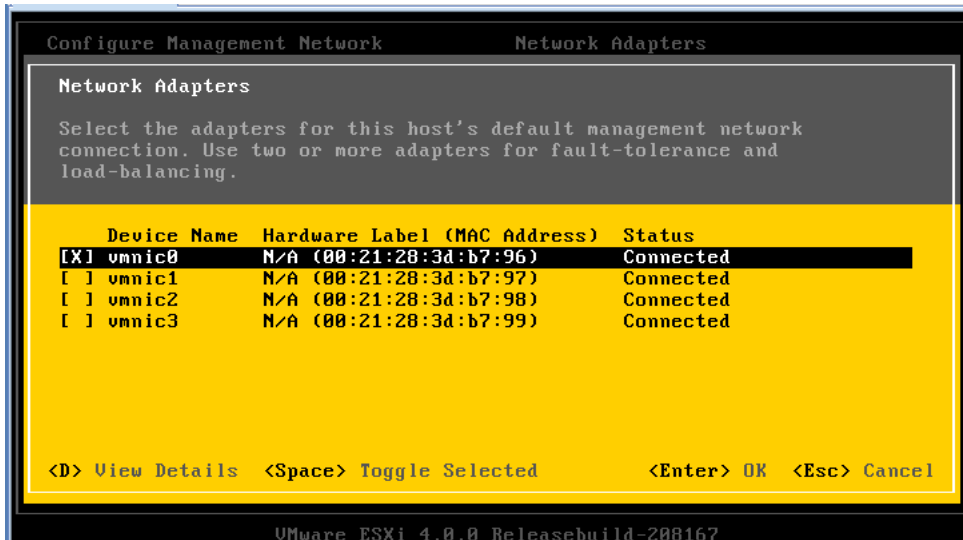 Configure Management Network Network Adapters
Network Adapters
Select the adapters for this host's default management network
connection. Use two or more adapters for fault-tolerance and
load-balancing.
Device Name Hardware Label (MAC Address) Status
[X] vmnic0 N/A (00:21:28:3d:b7:96) Connected
[ ] vmnic1 N/A (00:21:28:3d:b7:97) Connected
[ ] vmnic2 N/A (00:21:28:3d:b7:98) Connected
[ ] vmnic3 N/A (00:21:28:3d:b7:99) Connected
<D> View Details <Space> Toggle Selected <Enter> OK <Esc> Cancel
VMware ESXi 4.0.0 Releasebuild-208167